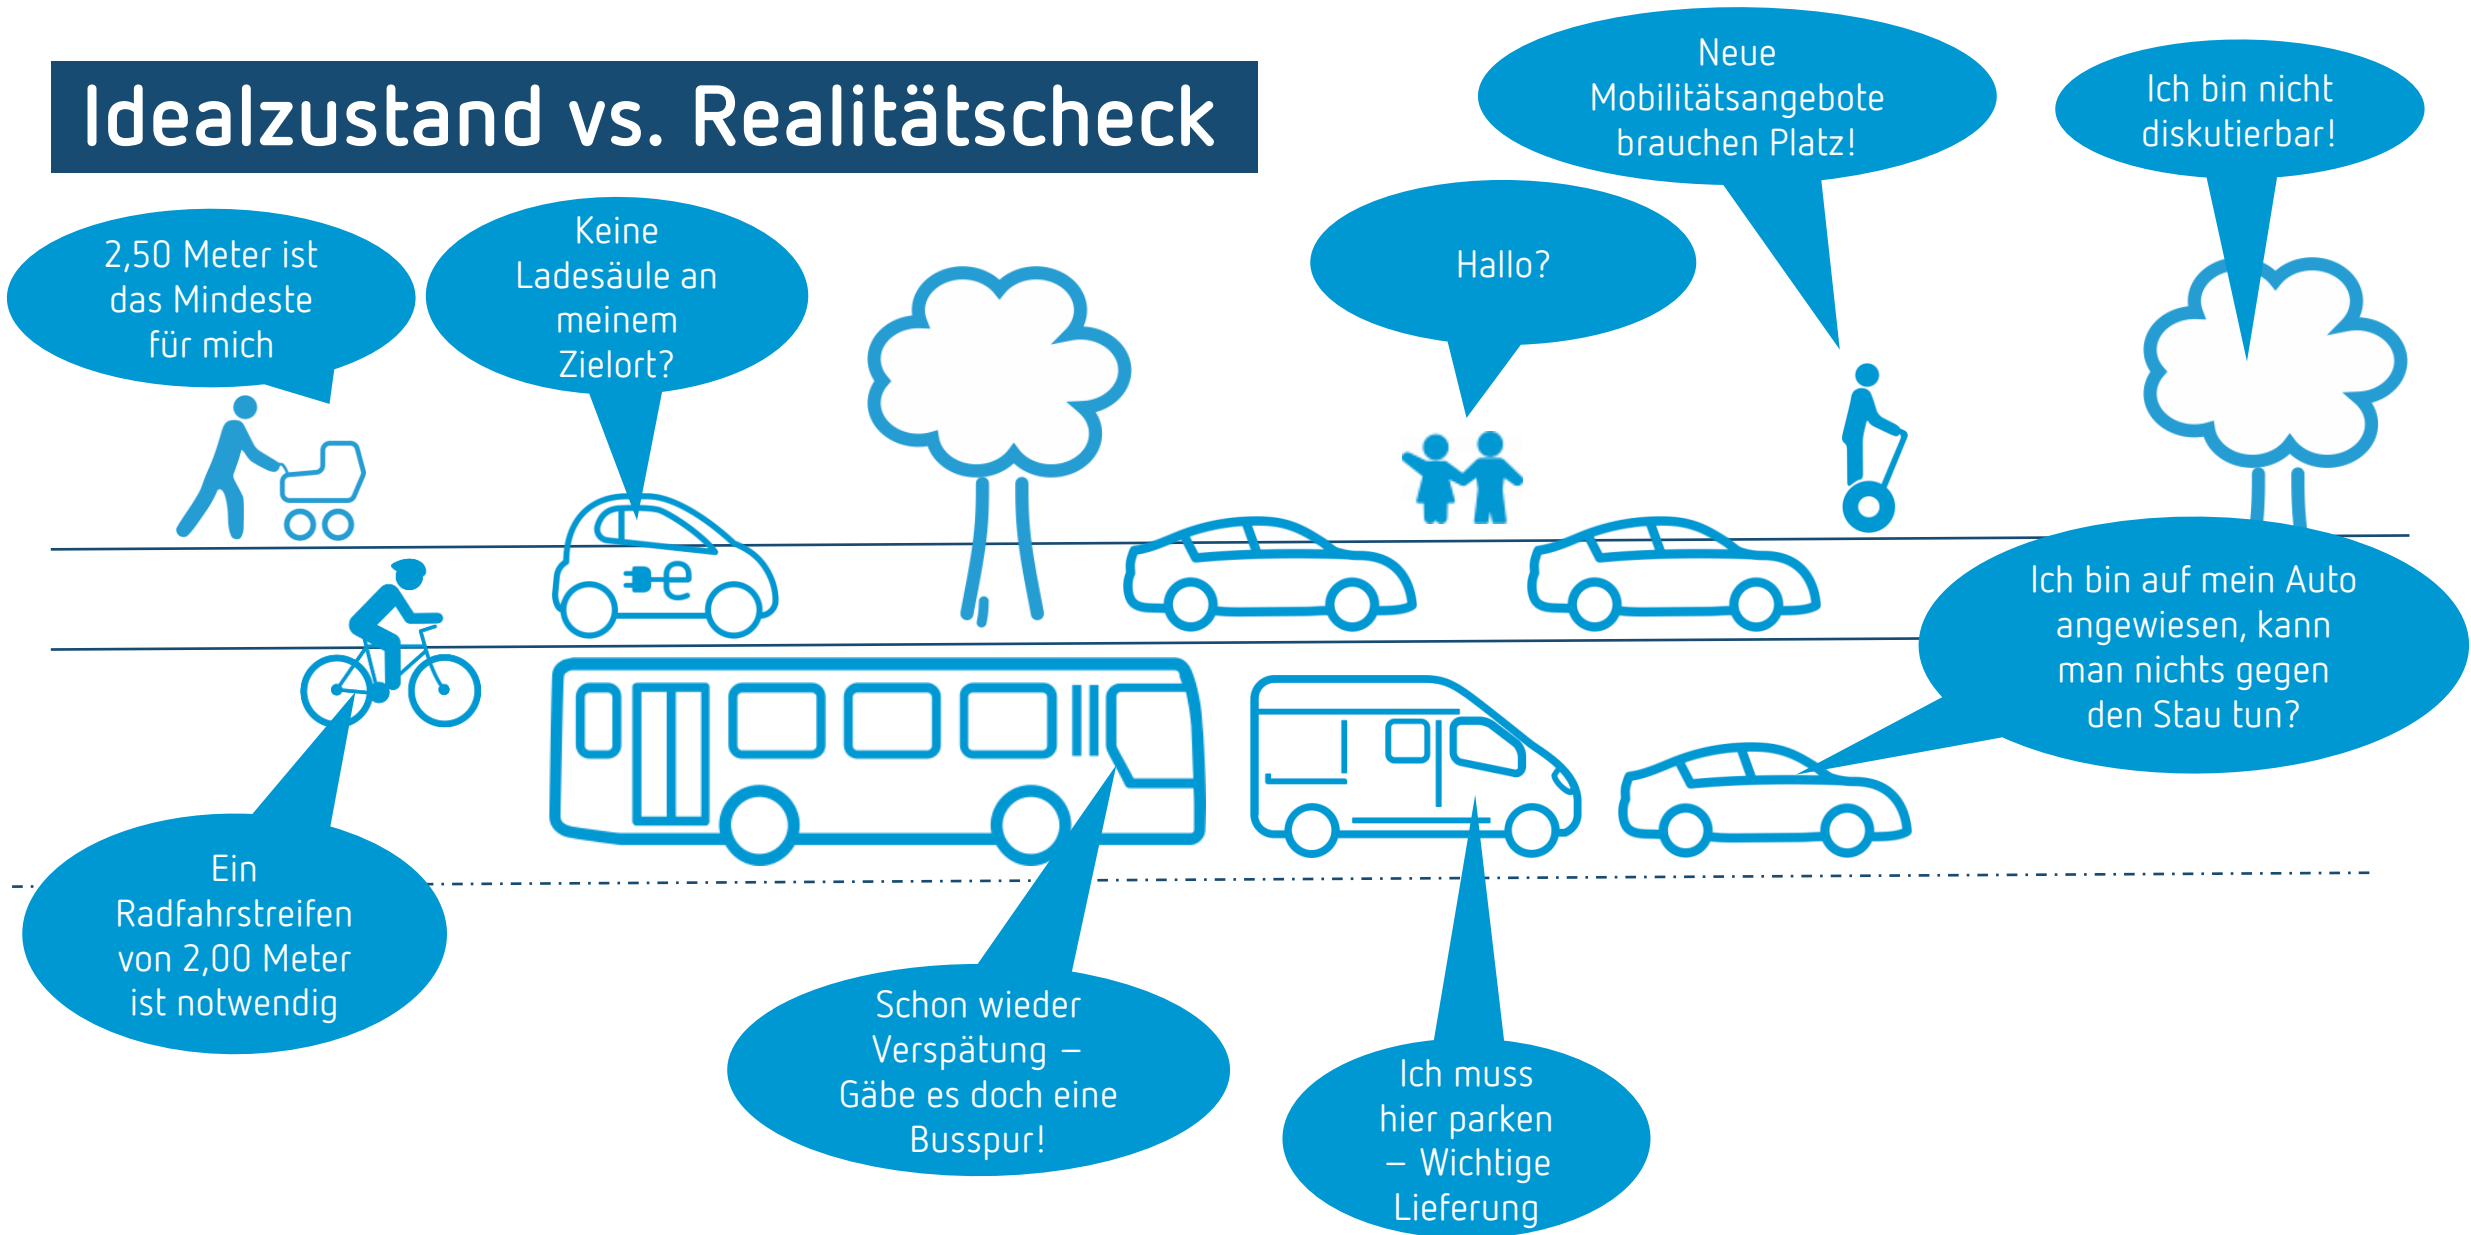 Idealzustand vs. Realitätscheck
Neue
Mobilitätsangebote
brauchen Platz!
Ich bin nicht
diskutierbar!
2,50 Meter ist
das Mindeste
für mich
Keine
Ladesäule an
meinem
Zielort?
Hallo?
e
Ich bin auf mein Auto
angewiesen, kann
man nichts gegen
den Stau tun?
Ein
Radfahrstreifen
von 2,00 Meter
ist notwendig
Schon wieder
Verspätung –
Gäbe es doch eine
Busspur!
Ich muss
hier parken
– Wichtige
Lieferung